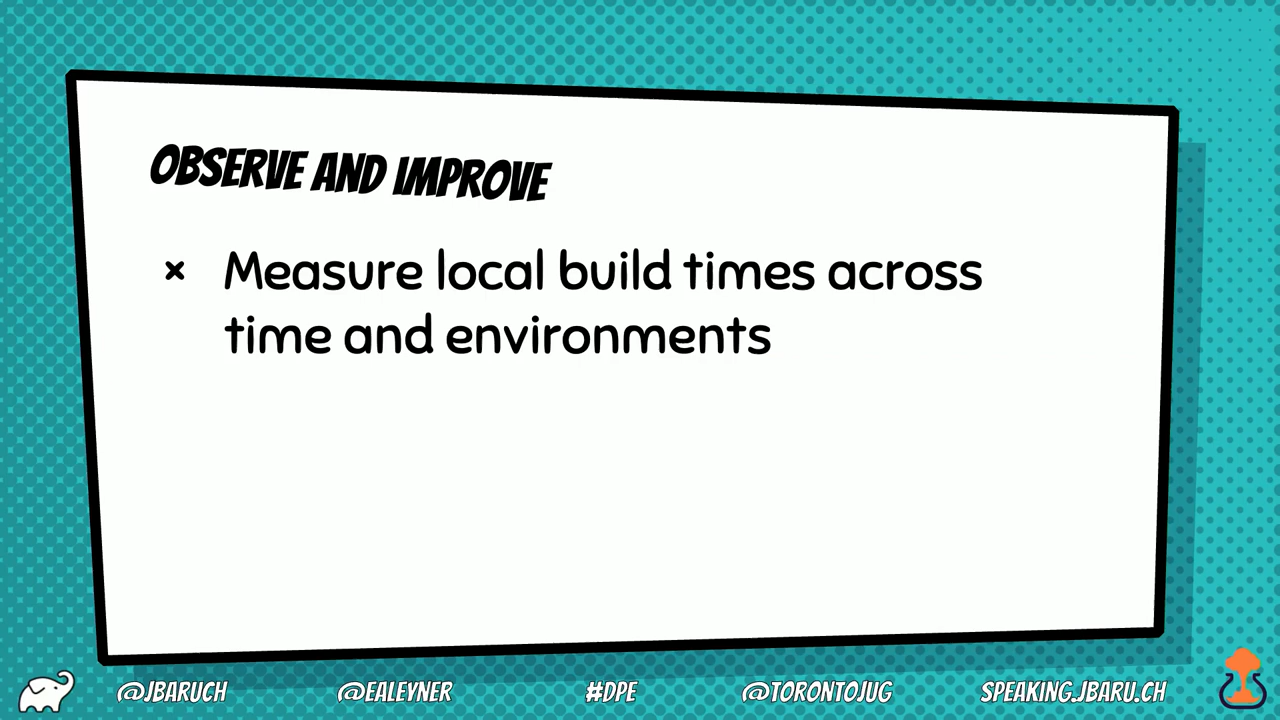 OBSERVE AND IMPROVE
× Measure local build times across
time and environments
@JBARUCH @EALEYNER #DPE @TORONTOJUG SPEAKING.JBARU.CH